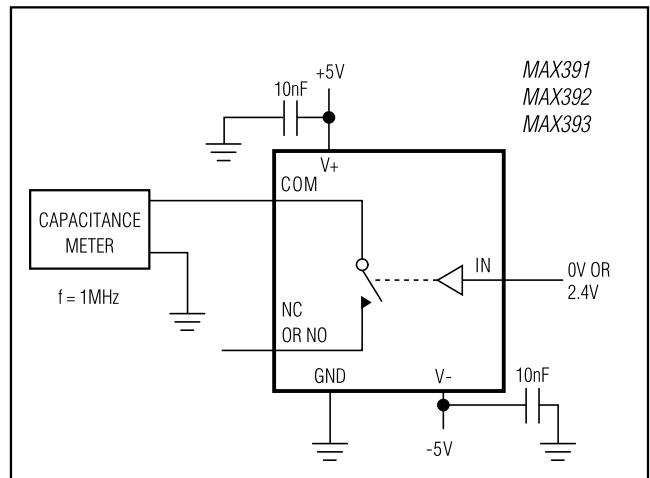 +5V
10nF
MAX391
MAX392
MAX393
V+
COM
CAPACITANCE
METER
IN
0V OR
2.4V
f = 1MHz
NC
OR NO
GND
V-
10nF
-5V